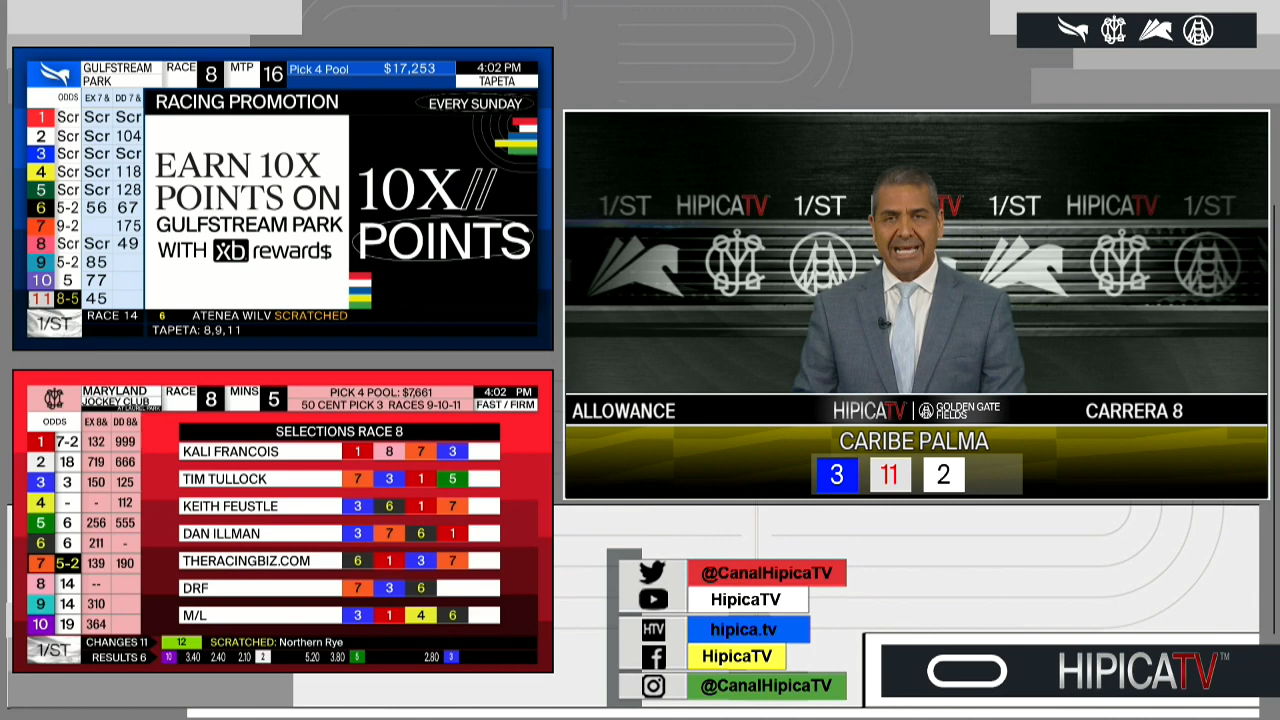 GULFSTREAM PARK
RACE 8
MTP 16
Pick 4 Pool $17,253
4:02 PM
TAPETA
ODDS EX 7 & DD 7 &
1 Scr Scr Scr
2 Scr Scr 104
3 Scr Scr Scr
4 Scr Scr 118
5 Scr Scr 128
6 5-2 56 67
7 9-2 175
8 Scr Scr 49
9 5-2 85
10 5 77
11 8-5 45
RACING PROMOTION
EVERY SUNDAY
EARN 10X
POINTS ON
GULFSTREAM PARK
WITH xb reward$
10X//
POINTS
1/ST
RACE 14 6 ATENEA WILV SCRATCHED
TAPETA: 8,9,11
MARYLAND
JOCKEY CLUB
AT LAUREL PARK
RACE 8
MINS 5
PICK 4 POOL: $7,661
50 CENT PICK 3 RACES 9-10-11
4:02 PM
FAST / FIRM
ODDS EX 8& DD 8&
1 7-2 132 999
2 18 719 666
3 3 150 125
4 - - 112
5 6 256 555
6 6 211 -
7 5-2 139 190
8 14 --
9 14 310
10 19 364
SELECTIONS RACE 8
KALI FRANCOIS 1 8 7 3
TIM TULLOCK 7 3 1 5
KEITH FEUSTLE 3 6 1 7
DAN ILLMAN 3 7 6 1
THERACINGBIZ.COM 6 1 3 7
DRF 7 3 6
M/L 3 1 4 6
1/ST
CHANGES 11 12 SCRATCHED: Northern Rye
RESULTS 6 10 3.40 2.40 2.10 2 5.20 3.80 5 2.80 3
1/ST HIPICATV 1/ST TV 1/ST HIPICATV 1/ST
ALLOWANCE
HIPICATV | GOLDEN GATE FIELDS
CARRERA 8
CARIBE PALMA
3 11 2
@CanalHipicaTV
HipicaTV
HTV hipica.tv
HipicaTV
@CanalHipicaTV
HIPICATV™